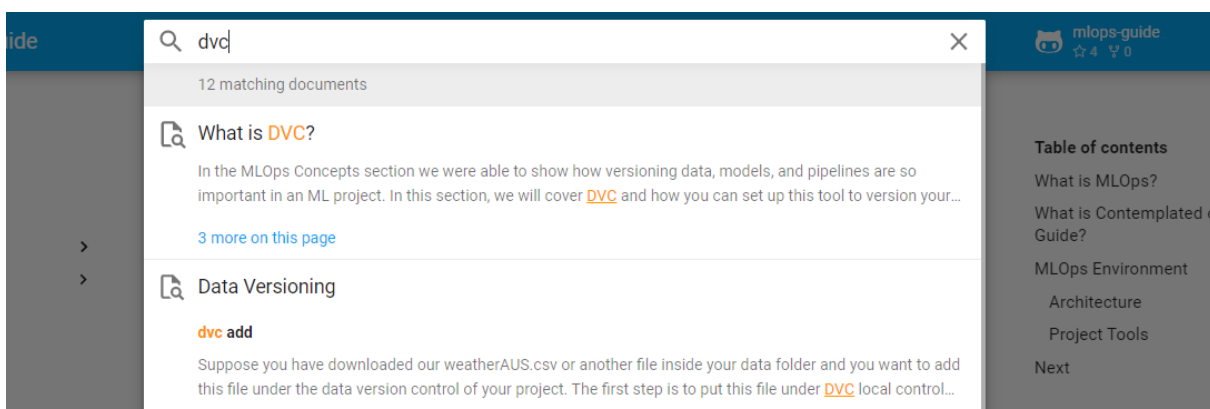 ide
dvc
mlops-guide
4 0
12 matching documents
What is DVC?
In the MLOps Concepts section we were able to show how versioning data, models, and pipelines are so
important in an ML project. In this section, we will cover DVC and how you can set up this tool to version your...
3 more on this page
Data Versioning
dvc add
Suppose you have downloaded our weatherAUS.csv or another file inside your data folder and you want to add
this file under the data version control of your project. The first step is to put this file under DVC local control...
Table of contents
What is MLOps?
What is Contemplated
Guide?
MLOps Environment
Architecture
Project Tools
Next